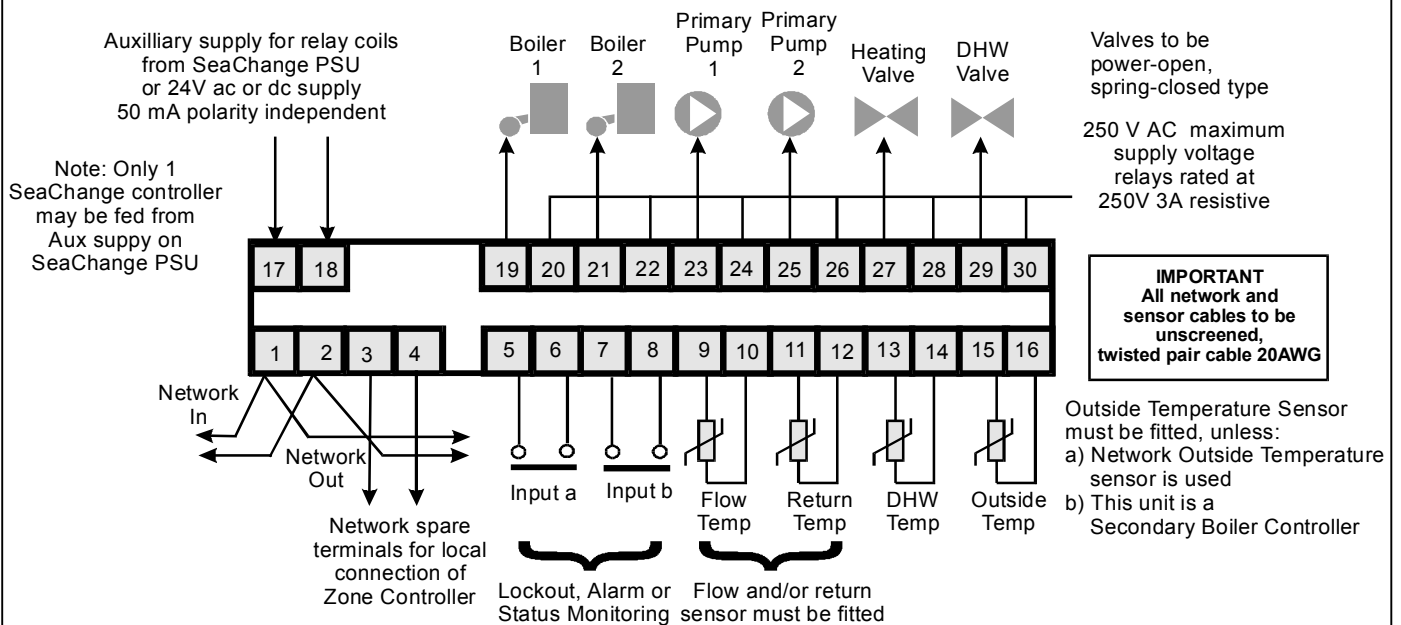 Auxilliary supply for relay coils
from SeaChange PSU
or 24V ac or dc supply
50 mA polarity independent
Note: Only 1
SeaChange controller
may be fed from
Aux suppy on
SeaChange PSU
Boiler
1
Boiler
2
Primary
Pump
1
Primary
Pump
2
Heating
Valve
DHW
Valve
Valves to be
power-open,
spring-closed type
250 V AC maximum
supply voltage
relays rated at
250V 3A resistive
17 18 19 20 21 22 23 24 25 26 27 28 29 30
1 2 3 4 5 6 7 8 9 10 11 12 13 14 15 16
IMPORTANT
All network and
sensor cables to be
unscreened,
twisted pair cable 20AWG
Network
In
Network
Out
Network spare
terminals for local
connection of
Zone Controller
Input a
Input b
Lockout, Alarm or
Status Monitoring
Flow
Temp
Return
Temp
Flow and/or return
sensor must be fitted
DHW
Temp
Outside
Temp
Outside Temperature Sensor
must be fitted, unless:
a) Network Outside Temperature
sensor is used
b) This unit is a
Secondary Boiler Controller